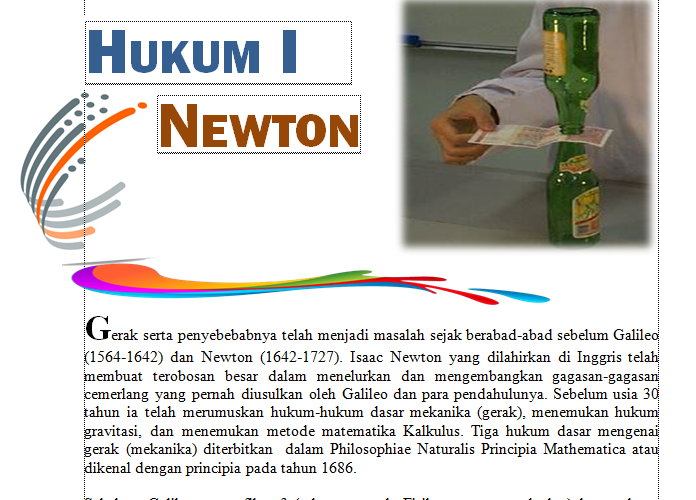 HUKUM I
NEWTON
Gerak serta penyebebabnya telah menjadi masalah sejak berabad-abad sebelum Galileo
(1564-1642) dan Newton (1642-1727). Isaac Newton yang dilahirkan di Inggris telah
membuat terobosan besar dalam menelurkan dan mengembangkan gagasan-gagasan
cemerlang yang pernah diusulkan oleh Galileo dan para pendahulunya. Sebelum usia 30
tahun ia telah merumuskan hukum-hukum dasar mekanika (gerak), menemukan hukum
gravitasi, dan menemukan metode matematika Kalkulus. Tiga hukum dasar mengenai
gerak (mekanika) diterbitkan dalam Philosophiae Naturalis Principia Mathematica atau
dikenal dengan principia pada tahun 1686.